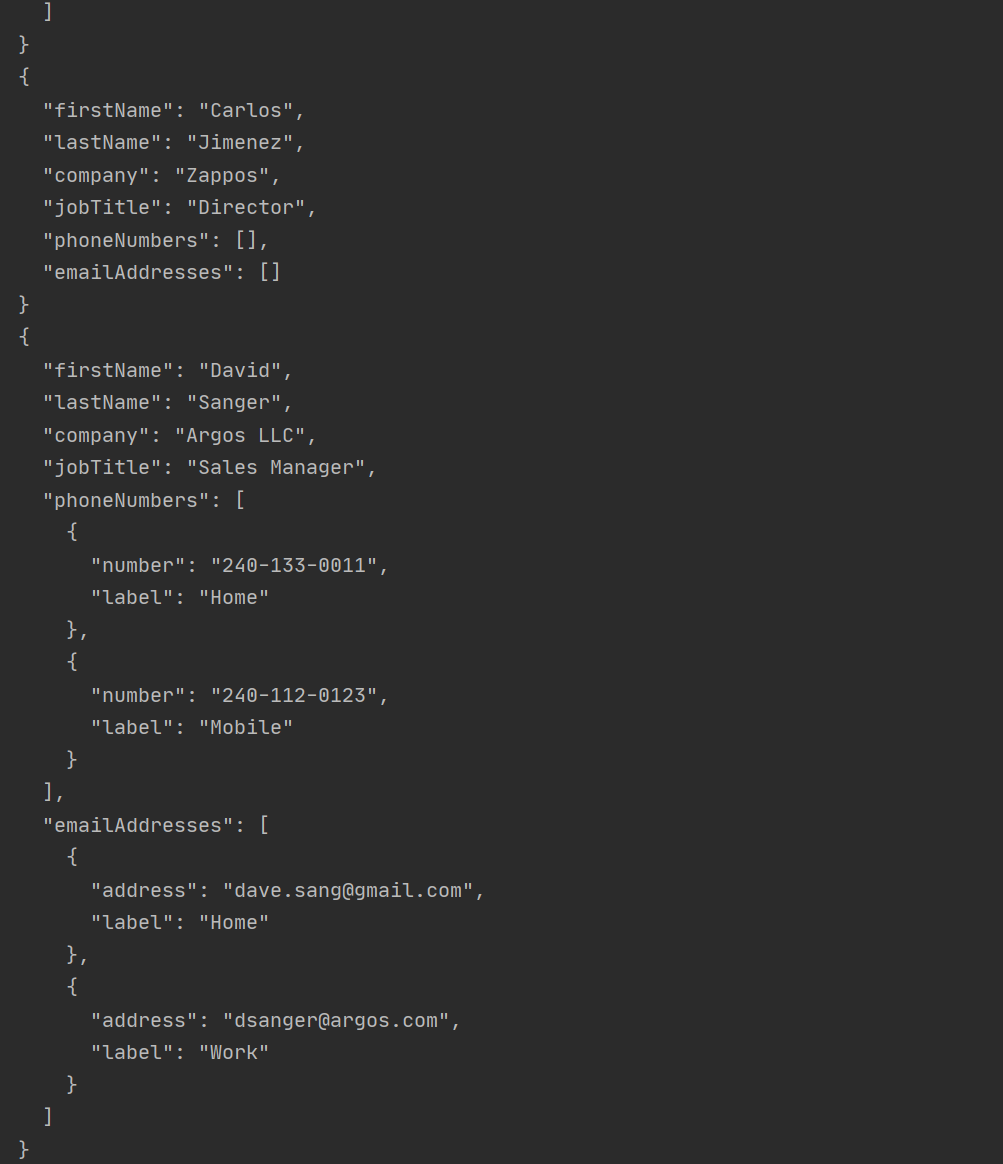 ]
}
{
  "firstName": "Carlos",
  "lastName": "Jimenez",
  "company": "Zappos",
  "jobTitle": "Director",
  "phoneNumbers": [],
  "emailAddresses": []
}
{
  "firstName": "David",
  "lastName": "Sanger",
  "company": "Argos LLC",
  "jobTitle": "Sales Manager",
  "phoneNumbers": [
    {
      "number": "240-133-0011",
      "label": "Home"
    },
    {
      "number": "240-112-0123",
      "label": "Mobile"
    }
  ],
  "emailAddresses": [
    {
      "address": "dave.sang@gmail.com",
      "label": "Home"
    },
    {
      "address": "dsanger@argos.com",
      "label": "Work"
    }
  ]
}